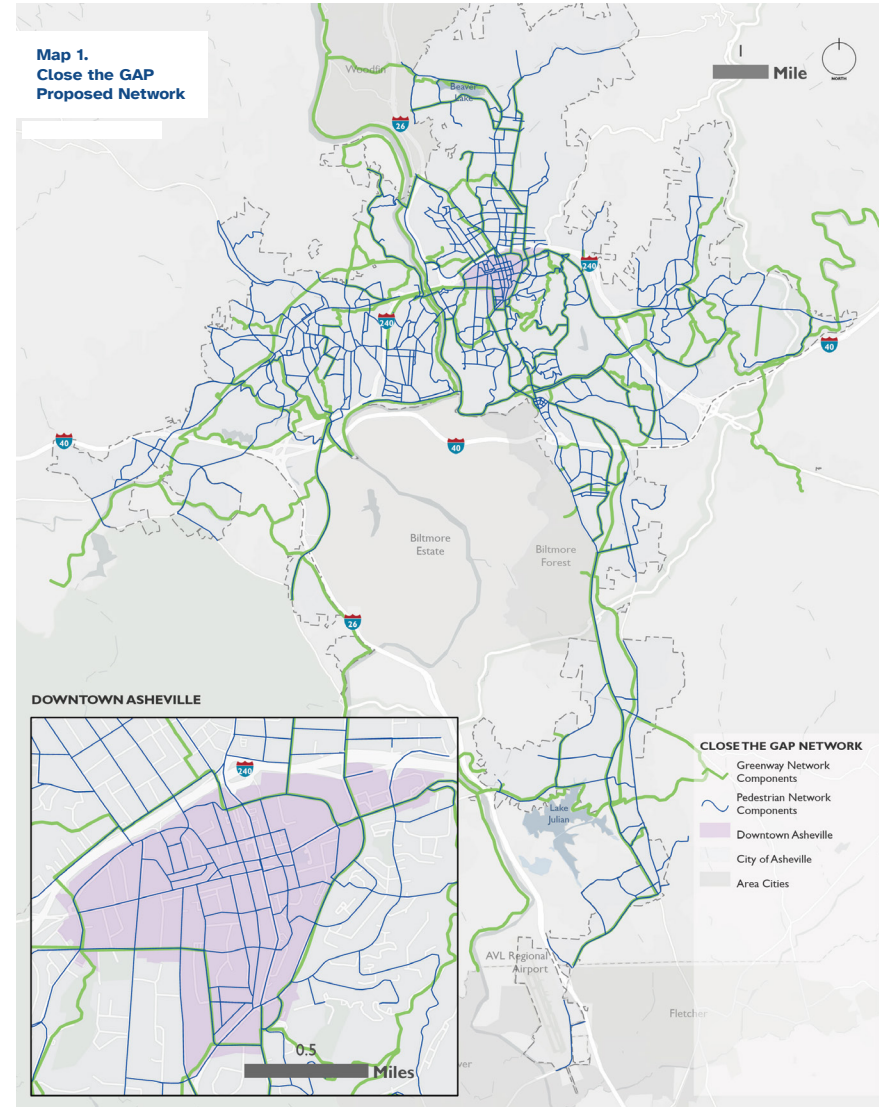 Map 1.
Close the GAP
Proposed Network
1
Mile
NORTH
Woodfin
Beaver
Lake
26
240
240
40
40
40
Biltmore
Estate
Biltmore
Forest
26
DOWNTOWN ASHEVILLE
240
0.5
Miles
Lake
Julian
AVL Regional
Airport
Fletcher
CLOSE THE GAP NETWORK
Greenway Network
Components
Pedestrian Network
Components
Downtown Asheville
City of Asheville
Area Cities